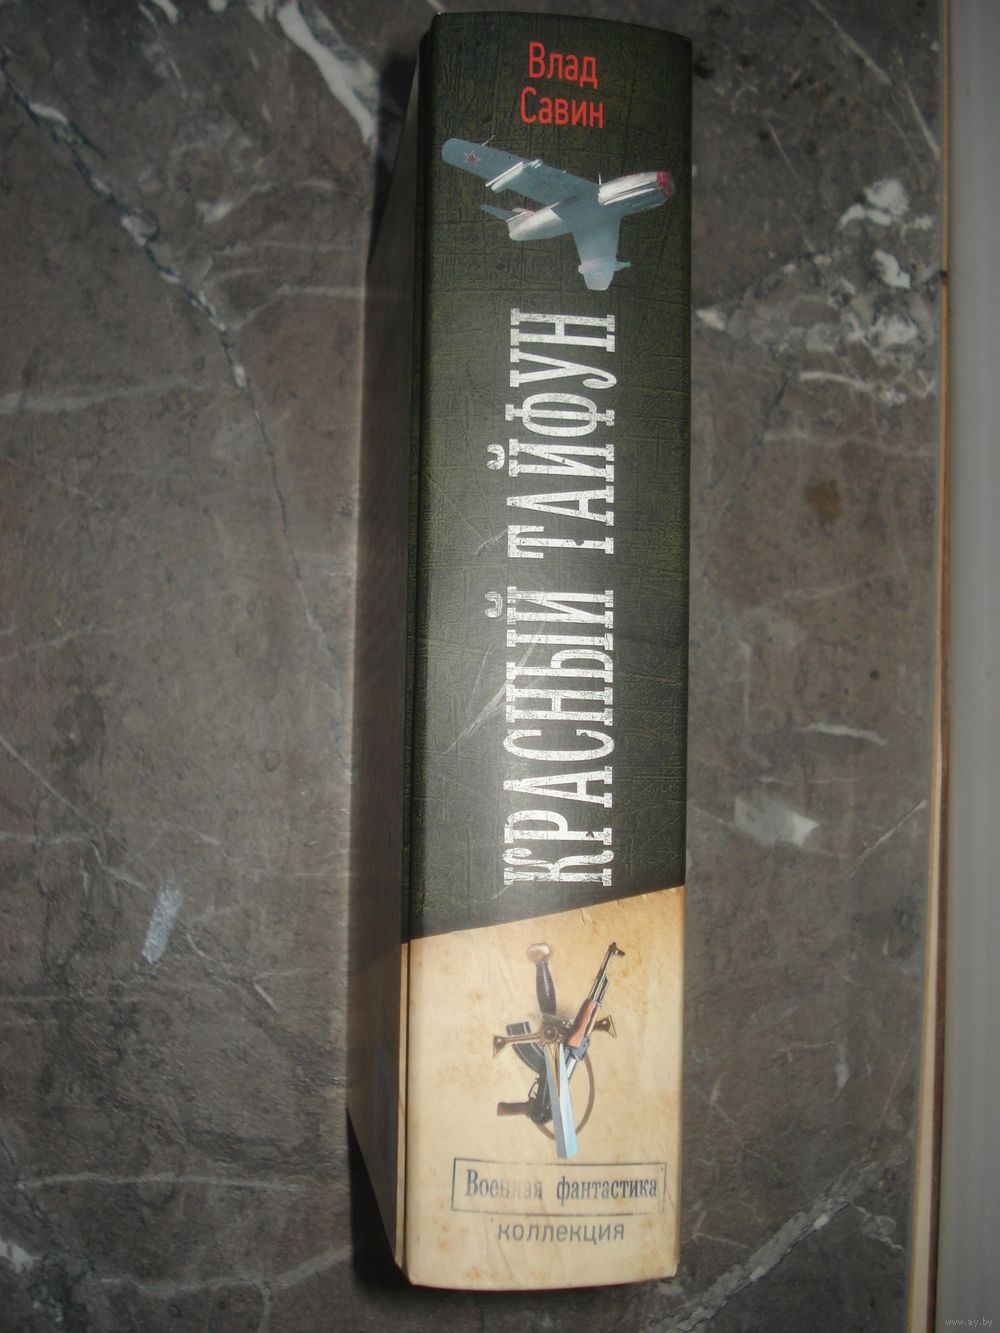 Влад
Савин
КРАСНЫЙ ТАЙФУН
Военная фантастика
коллекция
www.ay.by